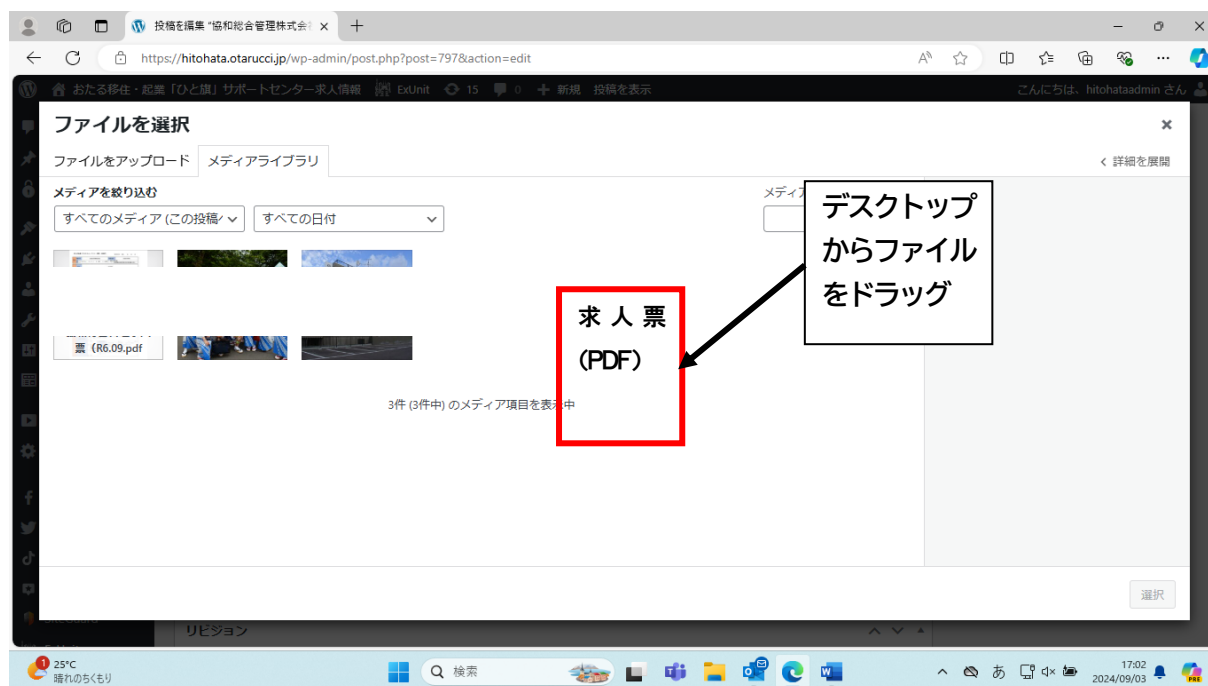 投稿を編集 "協和総合管理株式会
https://hitohata.otarucci.jp/wp-admin/post.php?post=797&action=edit
おたる移住・起業「ひと旗」サポートセンター求人情報 ExUnit 15 0 新規 投稿を表示 こんにちは、hitohataadmin さん
ファイルを選択
ファイルをアップロード メディアライブラリ
詳細を展開
メディアを絞り込む
すべてのメディア (この投稿 すべての日付
デスクトップ
からファイル
をドラッグ
票（R6.09.pdf
求人票
(PDF)
3件 (3件中) のメディア項目を表示中
選択
リビジョン
1 25°C
晴れのちくもり
検索
あ
17:02
2024/09/03
PRE